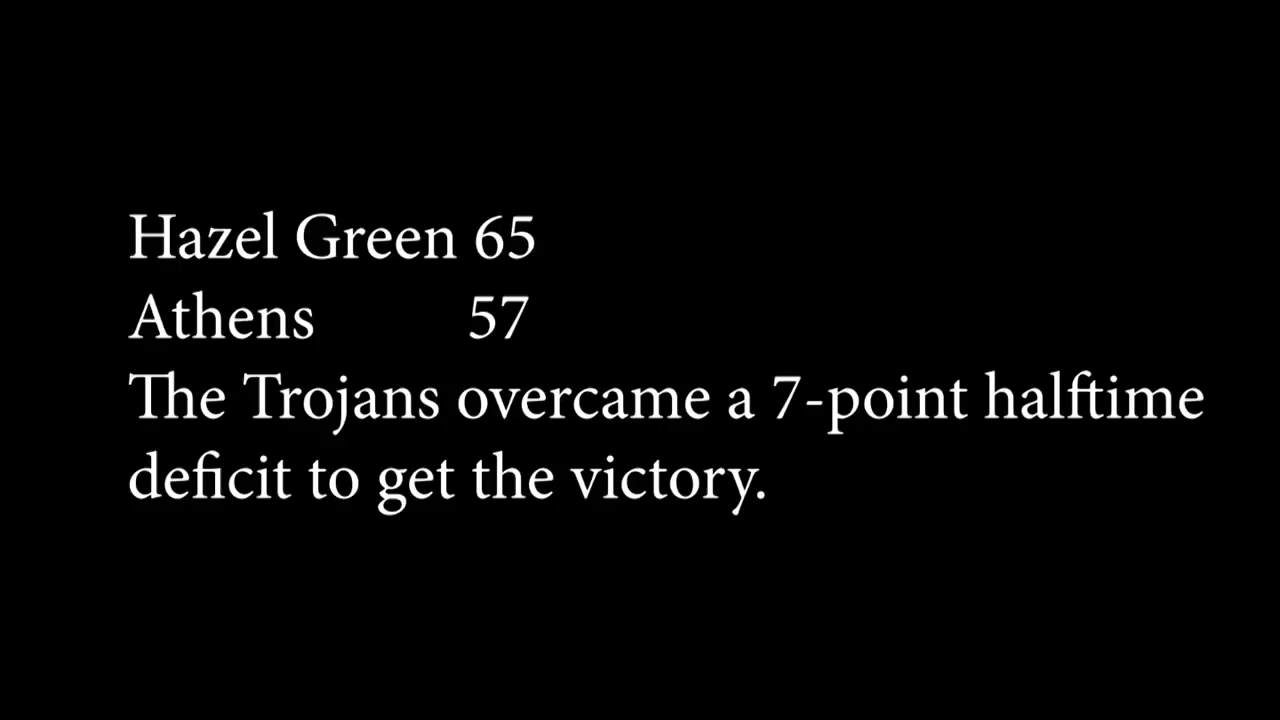 Hazel Green 65
Athens 57
The Trojans overcame a 7-point halftime
deficit to get the victory.